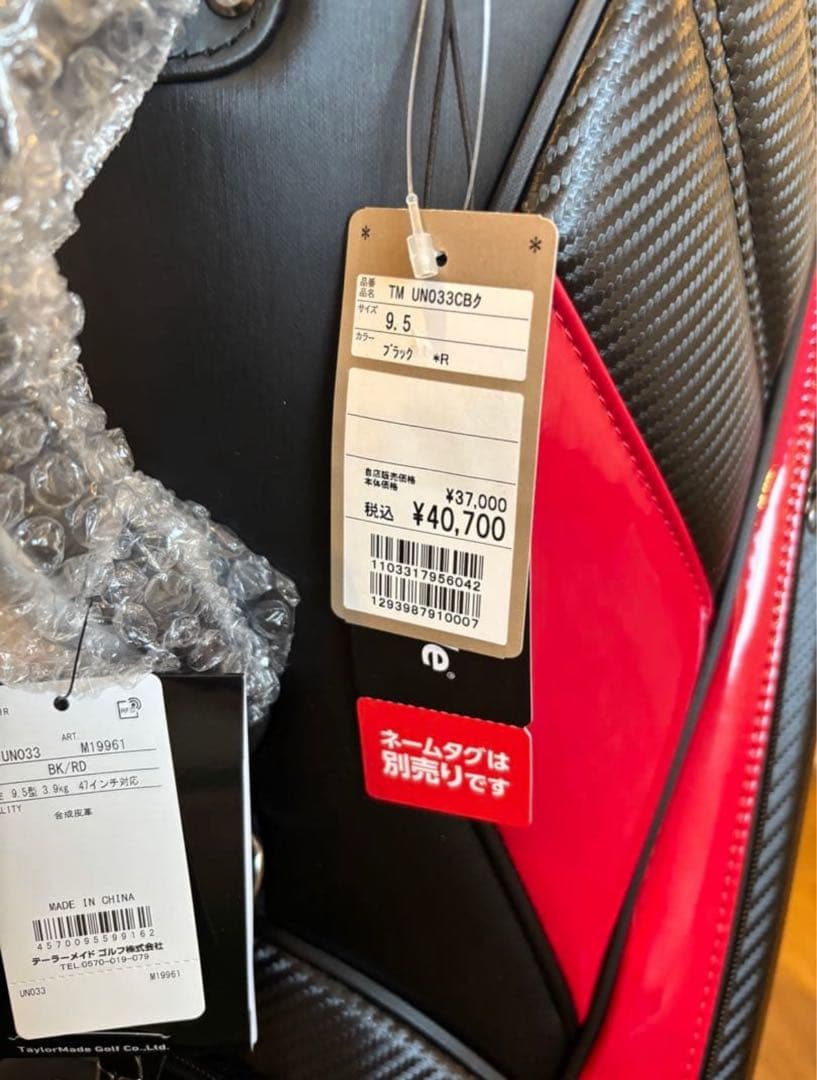 *
*
品番
品名
TM UN033CBク
サイズ
9.5
カラー
ブラック *R
自店販売価格
本体価格
¥37,000
税込 ¥40,700
1103317956042
1293987910007
ネームタグは
別売りです
UN033
ART
M19961
BK/RD
9.5型 3.9kg 47インチ対応
合成皮革
MADE IN CHINA
4570095599162
テーラーメイド ゴルフ株式会社
TEL.0570-019-079
UN033 M19961
TaylorMade Golf Co.,Ltd.